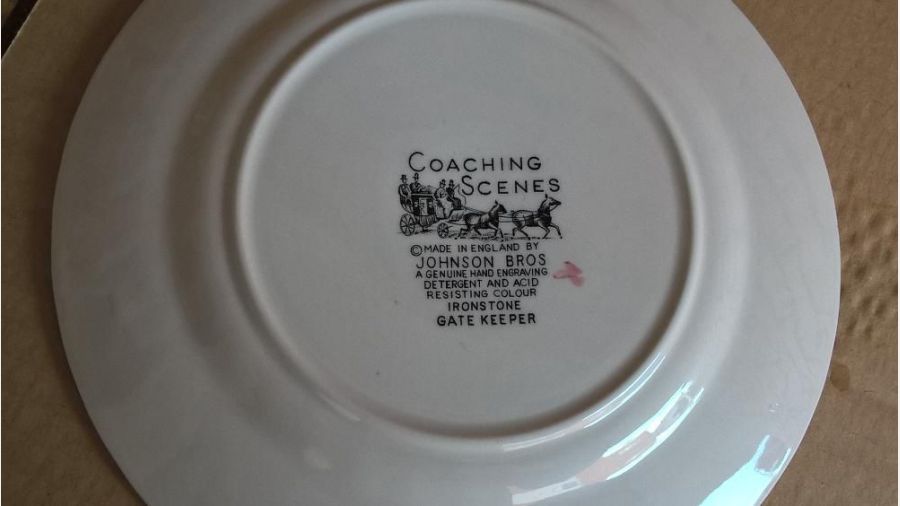 COACHING
SCENES
©MADE IN ENGLAND BY
JOHNSON BROS
A GENUINE HAND ENGRAVING
DETERGENT AND ACID
RESISTING COLOUR
IRONSTONE
GATE KEEPER